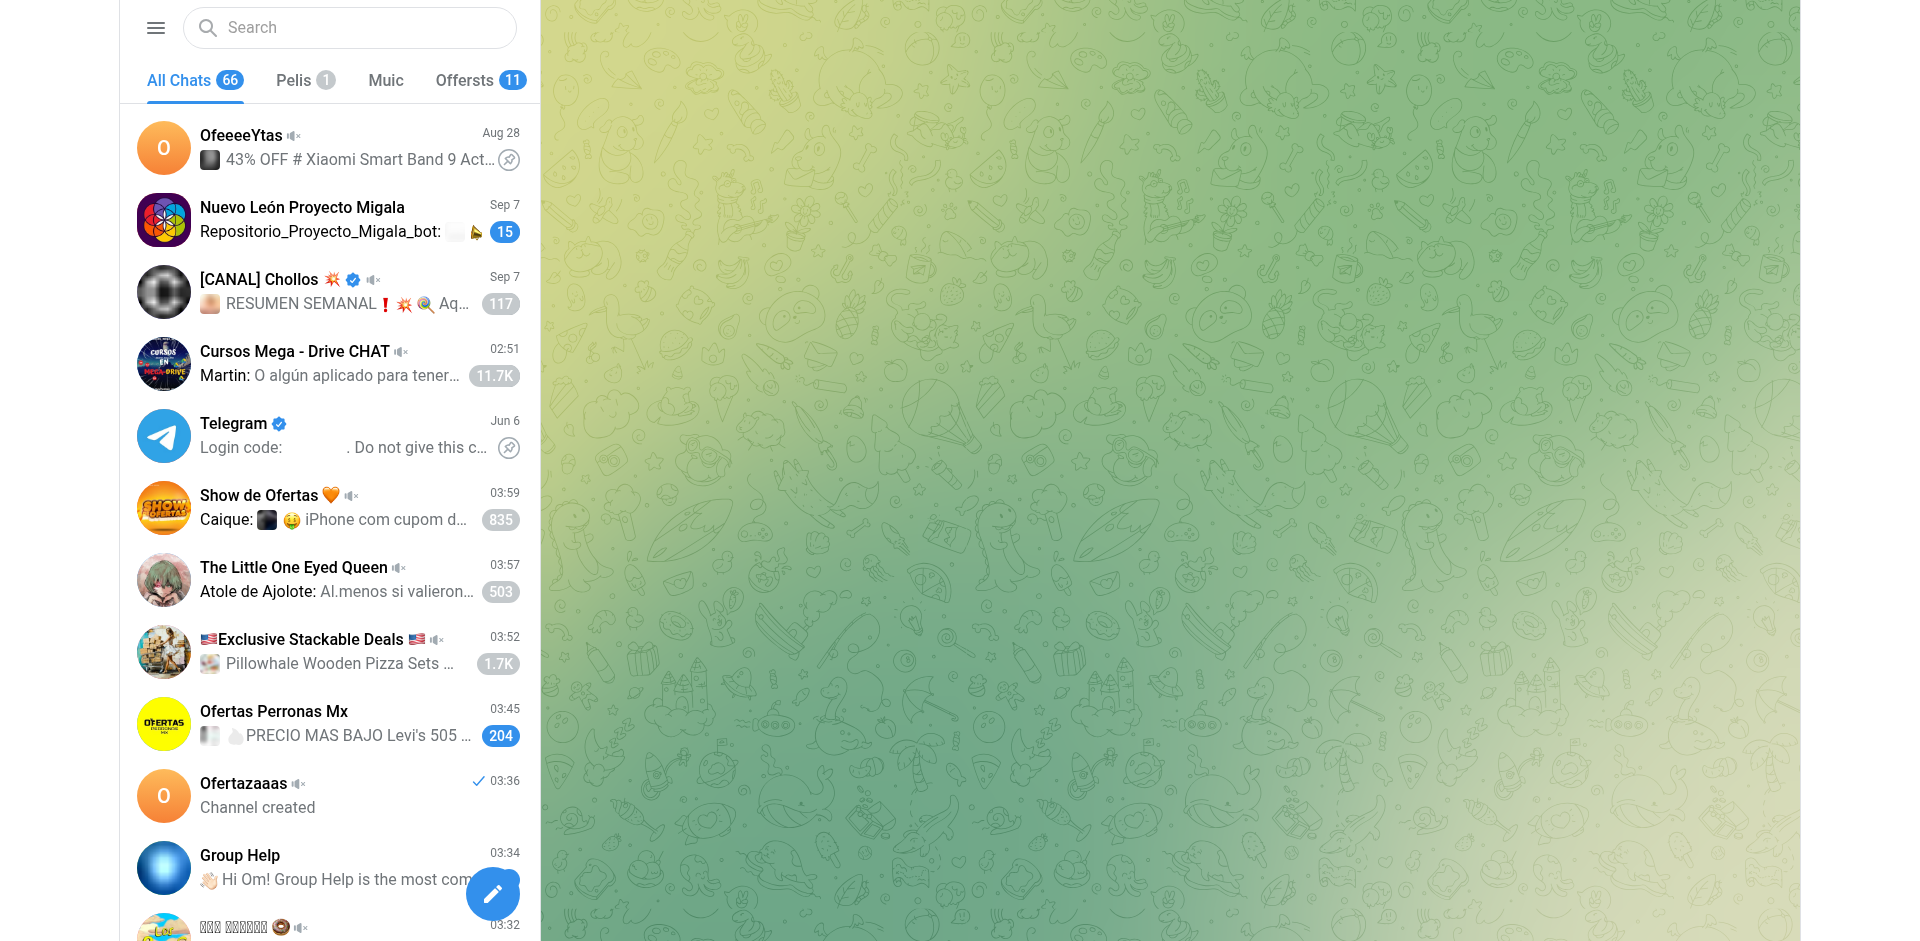 Search
All Chats 66 Pelis 1 Muic Offersts 11
OfeeeeYtas Aug 28
43% OFF # Xiaomi Smart Band 9 Act...
Nuevo León Proyecto Migala Sep 7
Repositorio_Proyecto_Migala_bot: 15
[CANAL] Chollos 💥 Sep 7
RESUMEN SEMANAL❗💥🍭 Aq... 117
Cursos Mega - Drive CHAT 02:51
CURSOS
EN
MEGA-DRIVE
Martin: O algún aplicado para tener... 11.7K
Telegram Jun 6
Login code: . Do not give this c...
Show de Ofertas 🧡 03:59
SHOW
OFERTAS
Caique: 🤑 iPhone com cupom d... 835
The Little One Eyed Queen 03:57
Atole de Ajolote: Al.menos si valieron... 503
🇺🇸Exclusive Stackable Deals 🇺🇸 03:52
Pillowhale Wooden Pizza Sets ... 1.7K
Ofertas Perronas Mx 03:45
OFERTAS
PERRONAS
MX
PRECIO MAS BAJO Levi's 505 ... 204
Ofertazaaas 03:36
Channel created
Group Help 03:34
👋🏻 Hi Om! Group Help is the most com
🍩 03:32